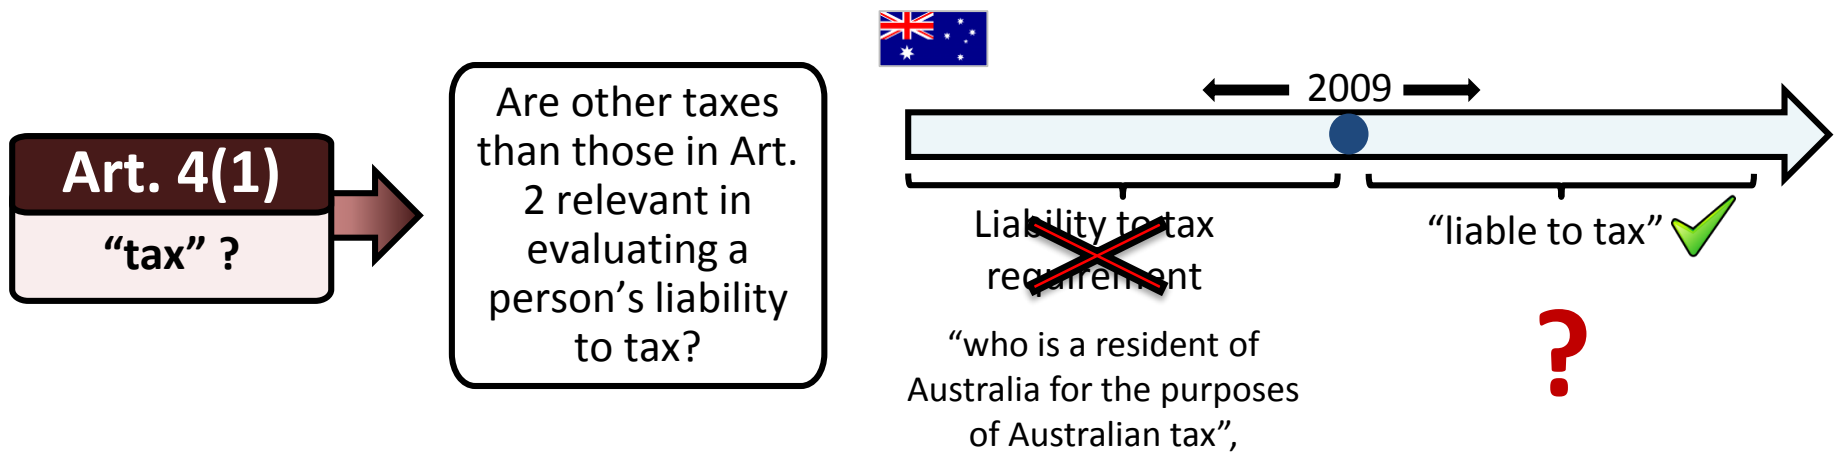 Art. 4(1)
“tax” ?
Are other taxes
than those in Art.
2 relevant in
evaluating a
person’s liability
to tax?
2009
Liability to tax
requirement
“who is a resident of
Australia for the purposes
of Australian tax”,
“liable to tax”
?